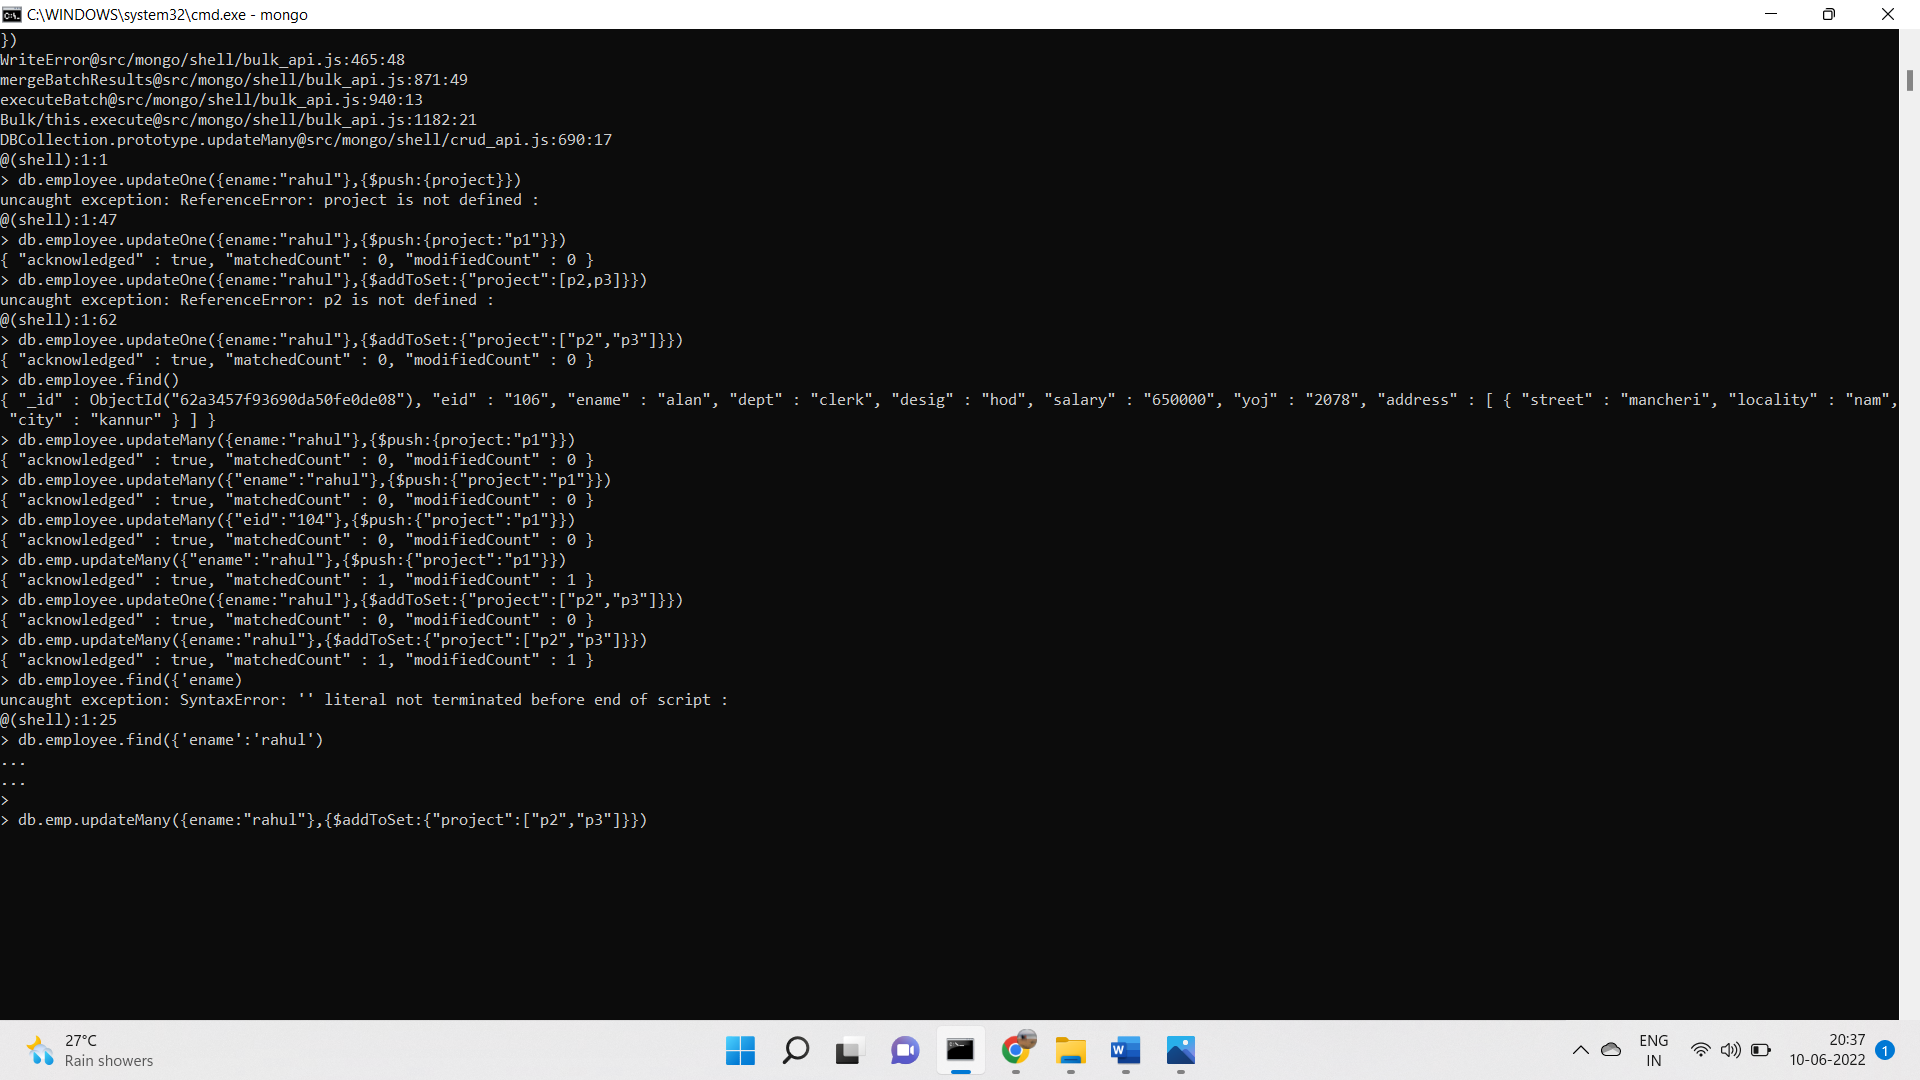 C:\WINDOWS\system32\cmd.exe - mongo
})
WriteError@src/mongo/shell/bulk_api.js:465:48
mergeBatchResults@src/mongo/shell/bulk_api.js:871:49
executeBatch@src/mongo/shell/bulk_api.js:940:13
Bulk/this.execute@src/mongo/shell/bulk_api.js:1182:21
DBCollection.prototype.updateMany@src/mongo/shell/crud_api.js:690:17
@(shell):1:1
> db.employee.updateOne({ename:"rahul"},{$push:{project}})
uncaught exception: ReferenceError: project is not defined :
@(shell):1:47
> db.employee.updateOne({ename:"rahul"},{$push:{project:"p1"}})
{ "acknowledged" : true, "matchedCount" : 0, "modifiedCount" : 0 }
> db.employee.updateOne({ename:"rahul"},{$addToSet:{"project":[p2,p3]}})
uncaught exception: ReferenceError: p2 is not defined :
@(shell):1:62
> db.employee.updateOne({ename:"rahul"},{$addToSet:{"project":["p2","p3"]}})
{ "acknowledged" : true, "matchedCount" : 0, "modifiedCount" : 0 }
> db.employee.find()
{ "_id" : ObjectId("62a3457f93690da50fe0de08"), "eid" : "106", "ename" : "alan", "dept" : "clerk", "desig" : "hod", "salary" : "650000", "yoj" : "2078", "address" : [ { "street" : "mancheri", "locality" : "nam",
"city" : "kannur" } ] }
> db.employee.updateMany({ename:"rahul"},{$push:{project:"p1"}})
{ "acknowledged" : true, "matchedCount" : 0, "modifiedCount" : 0 }
> db.employee.updateMany({"ename":"rahul"},{$push:{"project":"p1"}})
{ "acknowledged" : true, "matchedCount" : 0, "modifiedCount" : 0 }
> db.employee.updateMany({"eid":"104"},{$push:{"project":"p1"}})
{ "acknowledged" : true, "matchedCount" : 0, "modifiedCount" : 0 }
> db.emp.updateMany({"ename":"rahul"},{$push:{"project":"p1"}})
{ "acknowledged" : true, "matchedCount" : 1, "modifiedCount" : 1 }
> db.employee.updateOne({ename:"rahul"},{$addToSet:{"project":["p2","p3"]}})
{ "acknowledged" : true, "matchedCount" : 0, "modifiedCount" : 0 }
> db.emp.updateMany({ename:"rahul"},{$addToSet:{"project":["p2","p3"]}})
{ "acknowledged" : true, "matchedCount" : 1, "modifiedCount" : 1 }
> db.employee.find({'ename)
uncaught exception: SyntaxError: '' literal not terminated before end of script :
@(shell):1:25
> db.employee.find({'ename':'rahul')
...
...
>
> db.emp.updateMany({ename:"rahul"},{$addToSet:{"project":["p2","p3"]}})
27°C
Rain showers
ENG
IN
20:37
10-06-2022
1